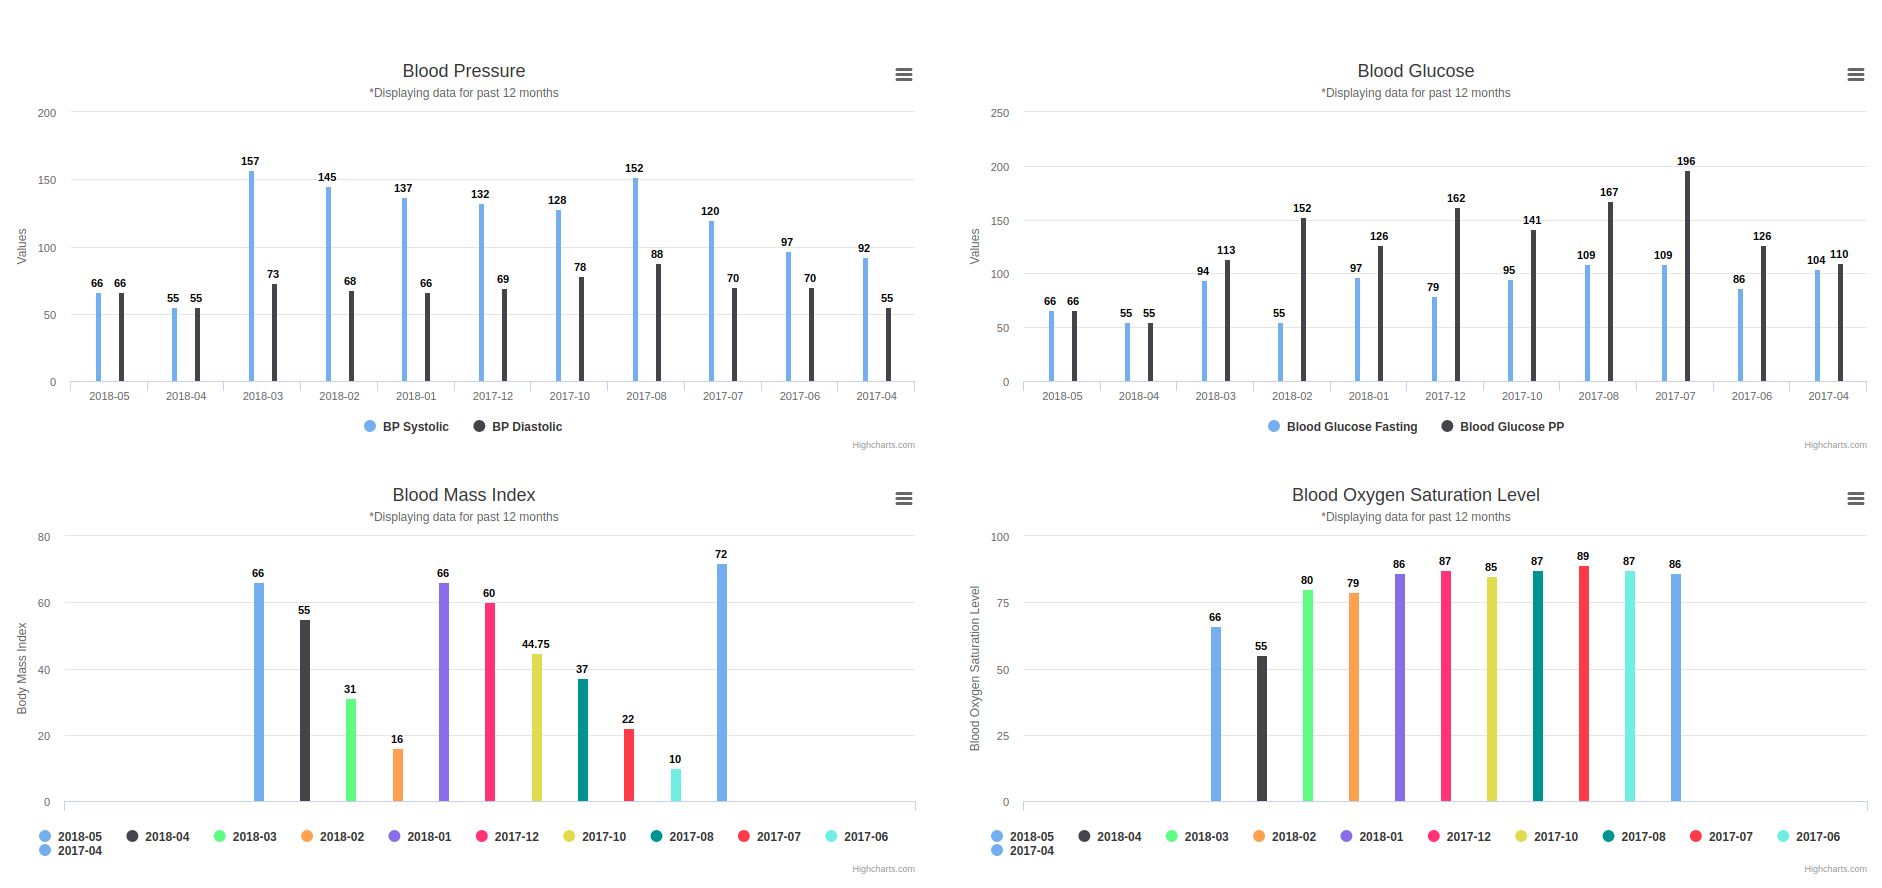 Blood Pressure
*Displaying data for past 12 months
Values
200
150
100
50
0
66 66 55 55 157 73 145 68 137 66 132 69 128 78 152 88 120 70 97 70 92 55
2018-05 2018-04 2018-03 2018-02 2018-01 2017-12 2017-10 2017-08 2017-07 2017-06 2017-04
BP Systolic BP Diastolic
Highcharts.com
Blood Glucose
*Displaying data for past 12 months
Values
250
200
150
100
50
0
66 66 55 55 94 113 55 152 97 126 79 162 95 141 109 167 109 196 86 126 104 110
2018-05 2018-04 2018-03 2018-02 2018-01 2017-12 2017-10 2017-08 2017-07 2017-06 2017-04
Blood Glucose Fasting Blood Glucose PP
Highcharts.com
Blood Mass Index
*Displaying data for past 12 months
Body Mass Index
80
60
40
20
0
66 55 31 16 66 60 44.75 37 22 10 72
2018-05 2018-04 2018-03 2018-02 2018-01 2017-12 2017-10 2017-08 2017-07 2017-06
2017-04
Highcharts.com
Blood Oxygen Saturation Level
*Displaying data for past 12 months
Blood Oxygen Saturation Level
100
75
50
25
0
66 55 80 79 86 87 85 87 89 87 86
2018-05 2018-04 2018-03 2018-02 2018-01 2017-12 2017-10 2017-08 2017-07 2017-06
2017-04
Highcharts.com